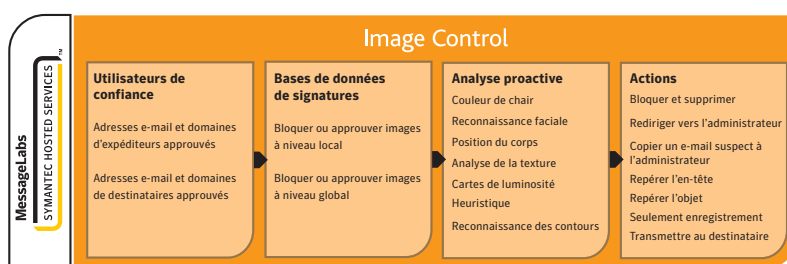 MessageLabs
SYMANTEC HOSTED SERVICES™
Image Control
Utilisateurs de
confiance
Adresses e-mail et domaines
d'expéditeurs approuvés
Adresses e-mail et domaines
de destinataires approuvés
Bases de données
de signatures
Bloquer ou approuver images
à niveau local
Bloquer ou approuver images
à niveau global
Analyse proactive
Couleur de chair
Reconnaissance faciale
Position du corps
Analyse de la texture
Cartes de luminosité
Heuristique
Reconnaissance des contours
Actions
Bloquer et supprimer
Rediriger vers l'administrateur
Copier un e-mail suspect à
l'administrateur
Repérer l'en-tête
Repérer l'objet
Seulement enregistrement
Transmettre au destinataire